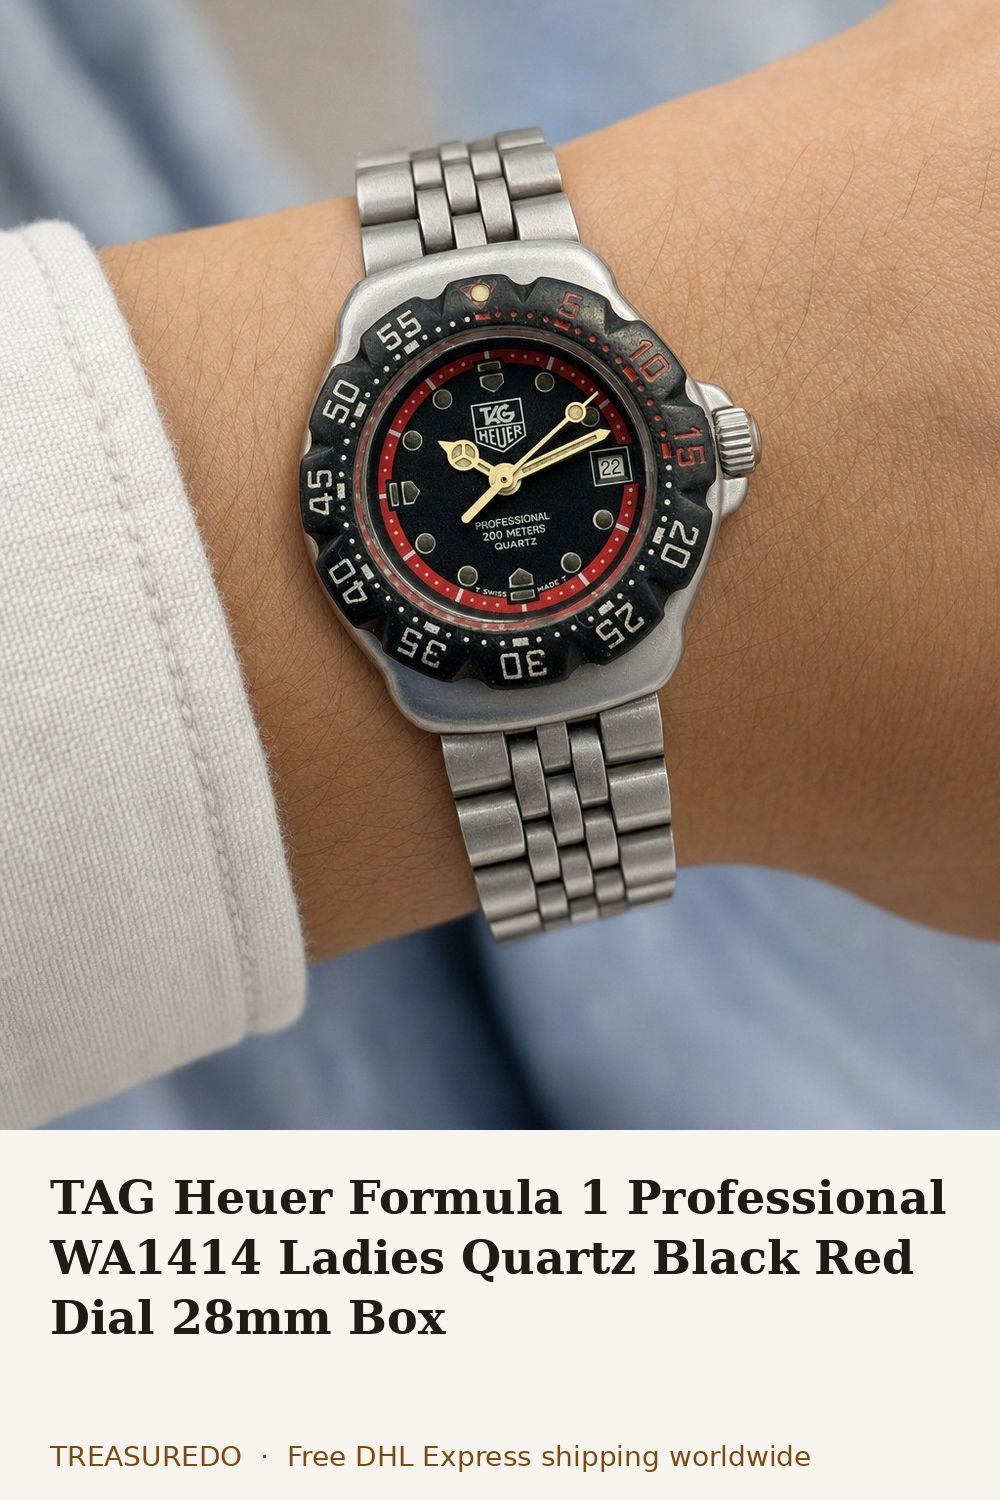 55
5
10
50
TAG
HEUER
15
22
45
PROFESSIONAL
200 METERS
QUARTZ
20
40
T SWISS MADE T
25
35
30
TAG Heuer Formula 1 Professional
WA1414 Ladies Quartz Black Red
Dial 28mm Box
TREASUREDO · Free DHL Express shipping worldwide